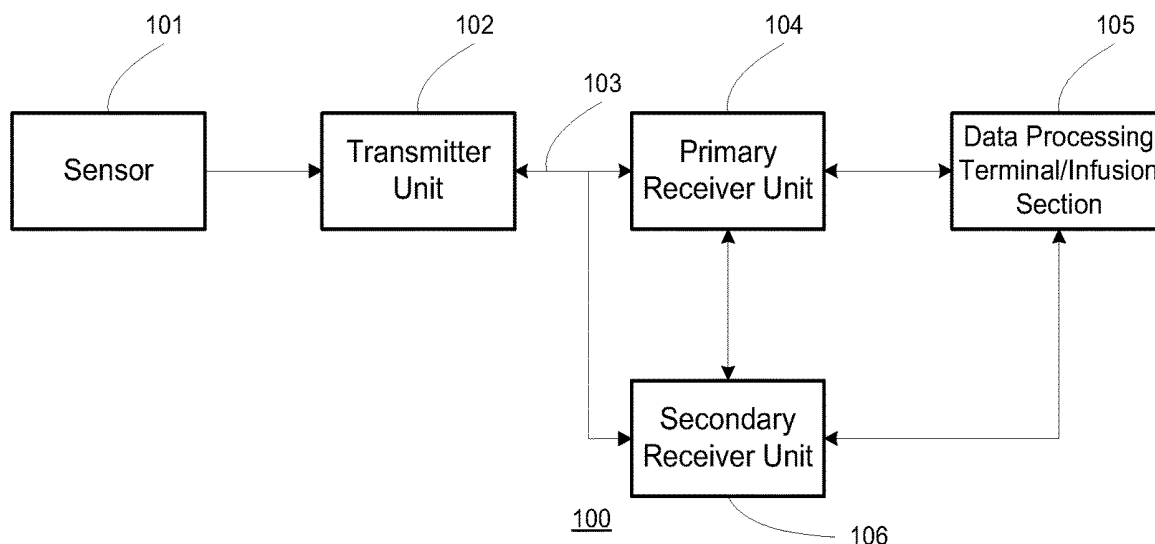 101
102
103
104
105
Sensor
Transmitter
Unit
Primary
Receiver Unit
Data Processing
Terminal/Infusion
Section
Secondary
Receiver Unit
100
106